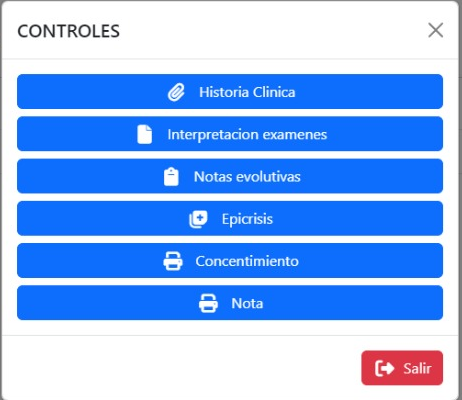 CONTROLES
Historia Clinica
Interpretacion examenes
Notas evolutivas
Epicrisis
Concentimiento
Nota
Salir